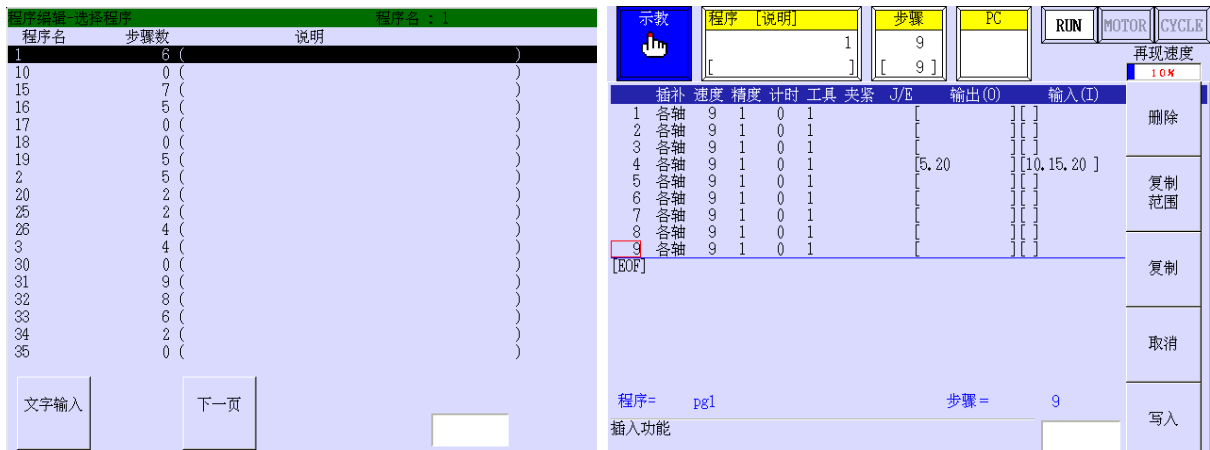 程序编辑-选择程序 程序名 : 1
程序名 步骤数 说明
1 6 ( )
10 0 ( )
15 7 ( )
16 5 ( )
17 0 ( )
18 0 ( )
19 5 ( )
2 5 ( )
20 2 ( )
25 2 ( )
26 4 ( )
3 4 ( )
30 0 ( )
31 9 ( )
32 8 ( )
33 6 ( )
34 2 ( )
35 0 ( )
文字输入 下一页
示教 程序 [说明] 步骤 PC RUN MOTOR CYCLE
1 9
[ ] [ 9 ]
再现速度
10%
插补 速度 精度 计时 工具 夹紧 J/E 输出(O) 输入(I)
1 各轴 9 1 0 1 [ ][ ]
2 各轴 9 1 0 1 [ ][ ]
3 各轴 9 1 0 1 [ ][ ]
4 各轴 9 1 0 1 [5.20 ][10.15.20 ]
5 各轴 9 1 0 1 [ ][ ]
6 各轴 9 1 0 1 [ ][ ]
7 各轴 9 1 0 1 [ ][ ]
8 各轴 9 1 0 1 [ ][ ]
9 各轴 9 1 0 1 [ ][ ]
[EOF]
删除
复制
范围
复制
取消
写入
程序= pg1 步骤= 9
插入功能